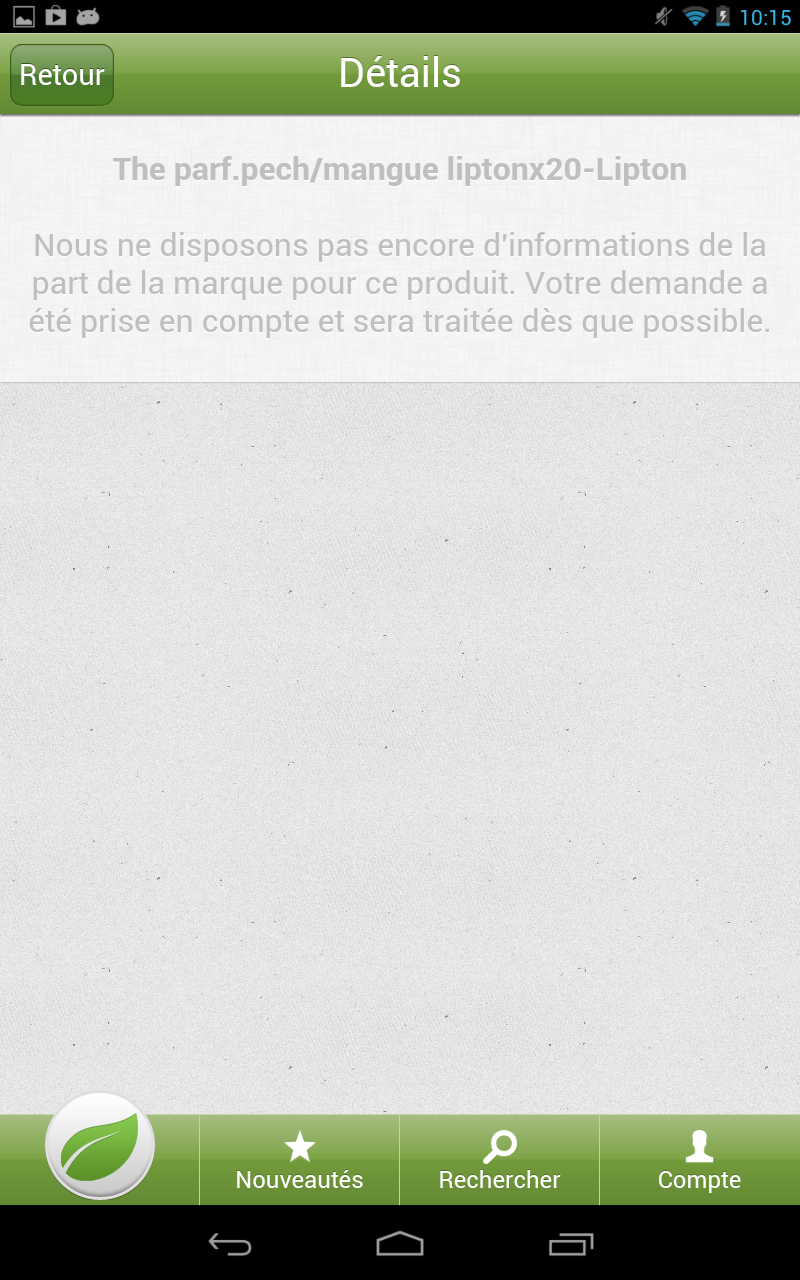 10:15
Retour
Détails
The parf.pech/mangue liptonx20-Lipton
Nous ne disposons pas encore d'informations de la
part de la marque pour ce produit. Votre demande a
été prise en compte et sera traitée dès que possible.
Nouveautés
Rechercher
Compte